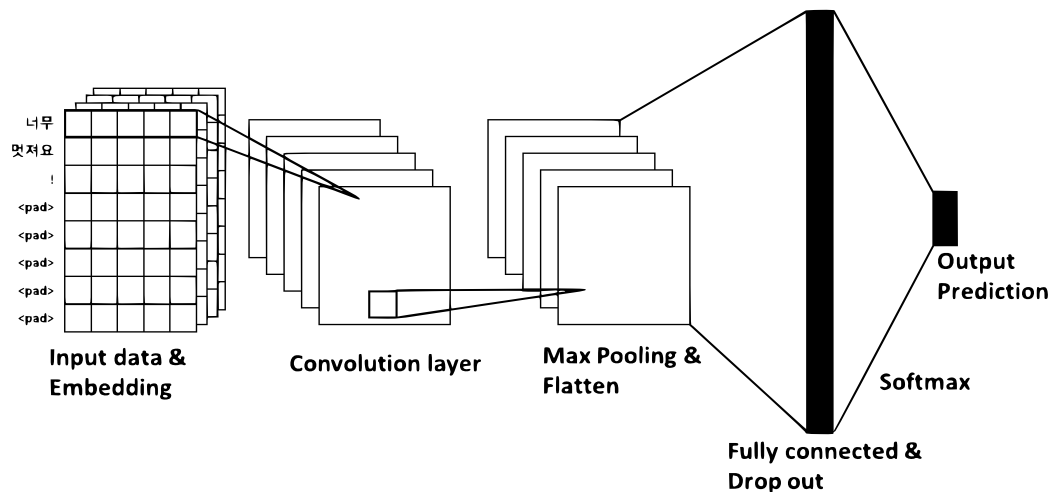 너무
멋져요
!
<pad>
<pad>
<pad>
<pad>
<pad>
Input data &
Embedding
Convolution layer
Max Pooling &
Flatten
Fully connected &
Drop out
Softmax
Output
Prediction